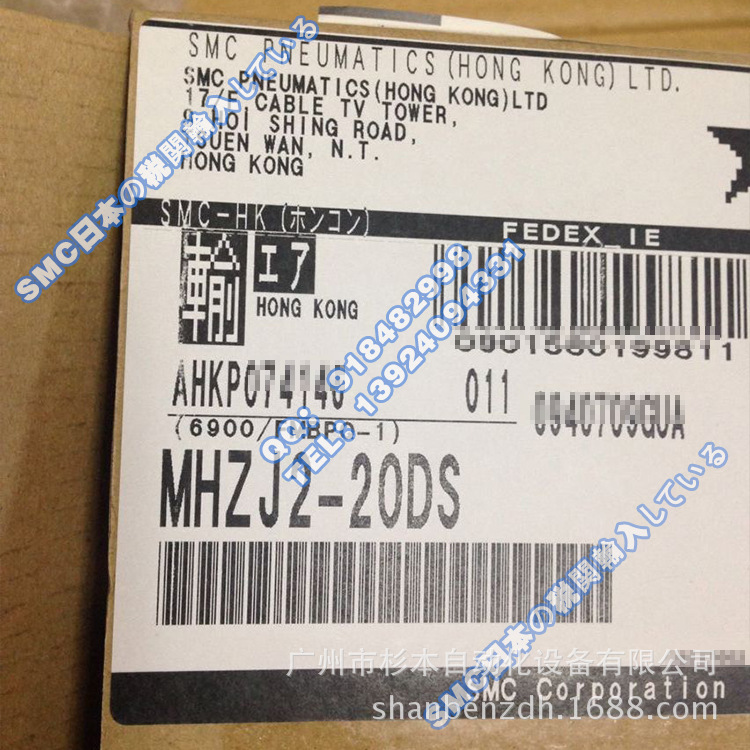 SMC PNEUMATICS(HONG KONG)LTD.
SMC PNEUMATICS(HONG KONG)LTD
CABLE TV TOWER,
HOI SHING ROAD,
WAN, N.T.
HONG KONG
SMC-HK(ホンコン)
FEDEX_IE
輸
エア
HONG KONG
011
MHZJ2-20DS
SMC Corporation
SMC日本の税関輸入している
QQ: 918482998
TEL: 13924094331
SMC日本の税関輸入している
广州市杉本自动化设备有限公司
shanbenzdh.1688.com